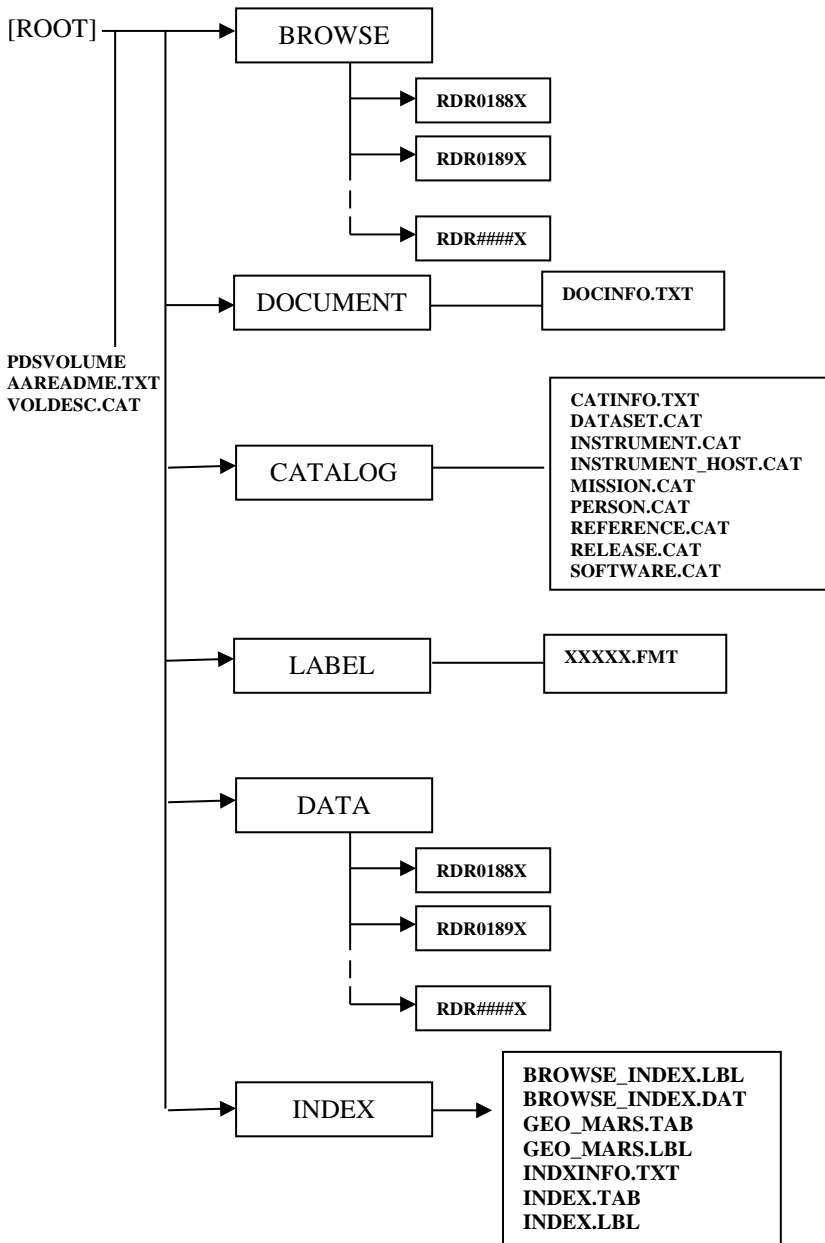 [ROOT]
BROWSE
RDR0188X
RDR0189X
RDR####X
DOCUMENT
DOCINFO.TXT
PDSVOLUME
AAREADME.TXT
VOLDESC.CAT
CATALOG
CATINFO.TXT
DATASET.CAT
INSTRUMENT.CAT
INSTRUMENT_HOST.CAT
MISSION.CAT
PERSON.CAT
REFERENCE.CAT
RELEASE.CAT
SOFTWARE.CAT
LABEL
XXXXX.FMT
DATA
RDR0188X
RDR0189X
RDR####X
INDEX
BROWSE_INDEX.LBL
BROWSE_INDEX.DAT
GEO_MARS.TAB
GEO_MARS.LBL
INDXINFO.TXT
INDEX.TAB
INDEX.LBL